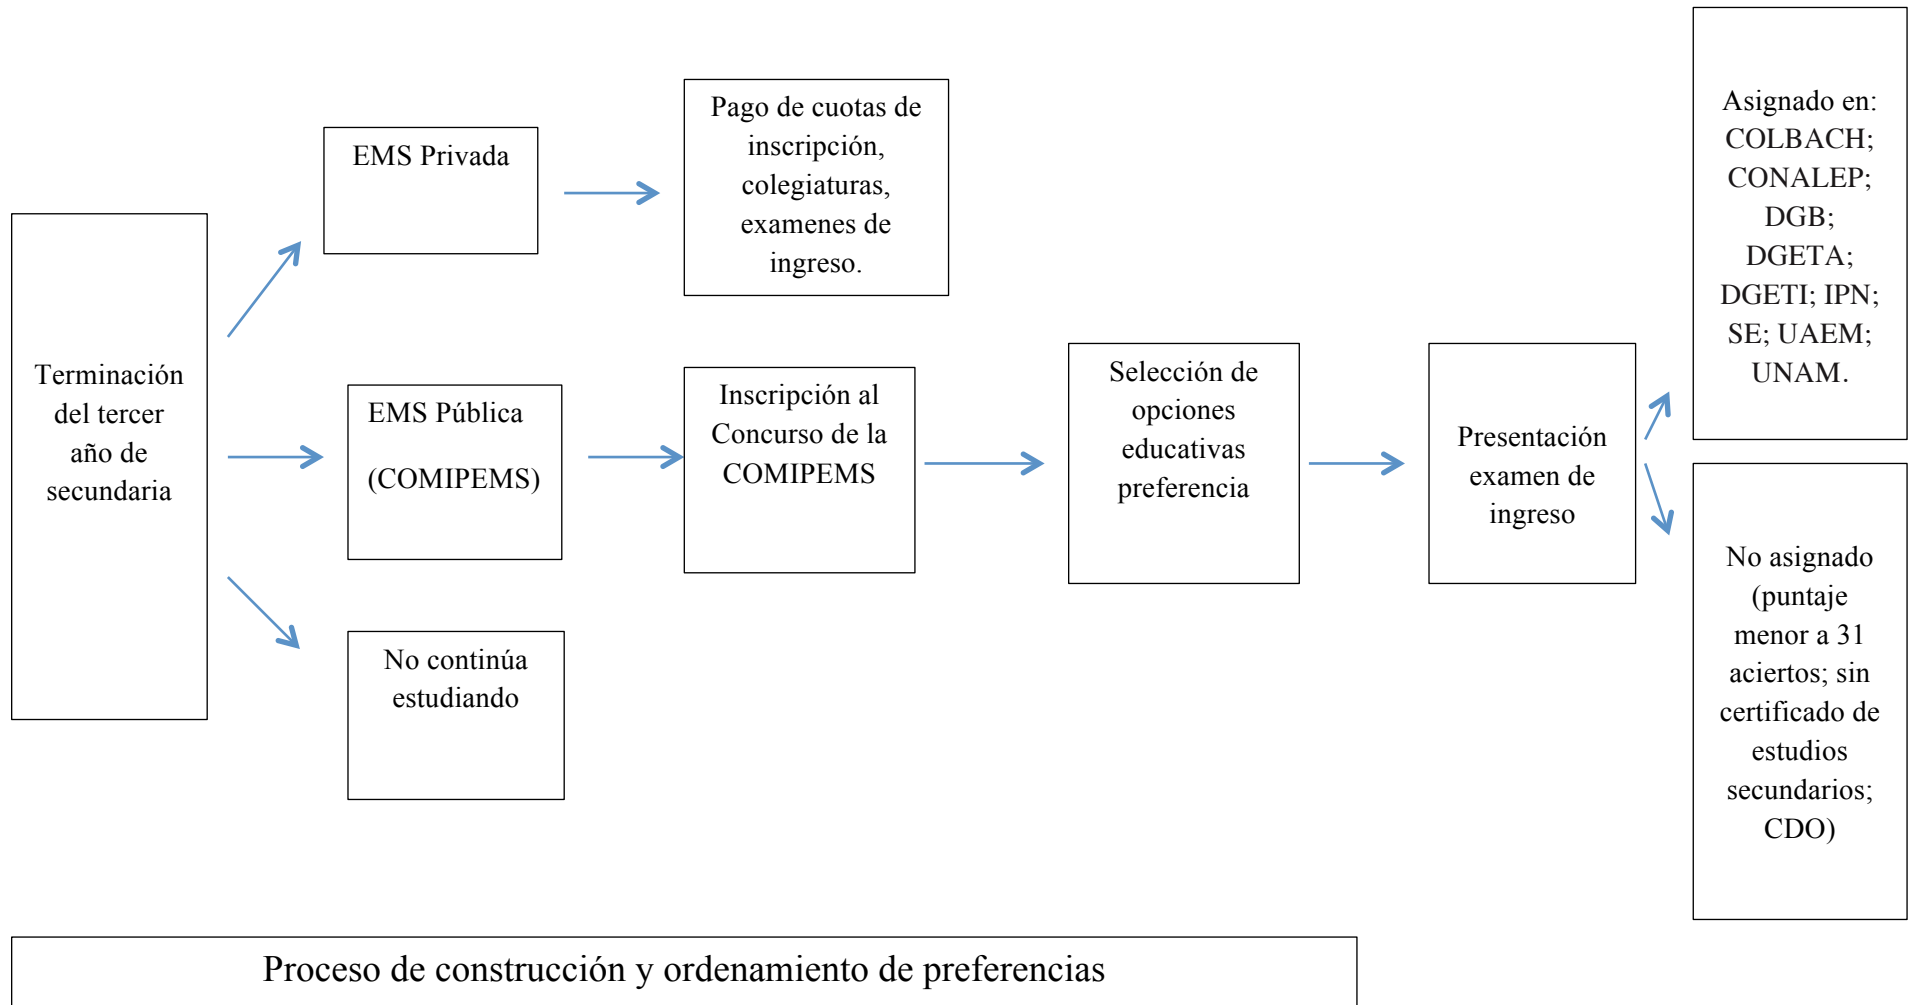 Terminación
del tercer
año de
secundaria
EMS Privada
Pago de cuotas de
inscripción,
colegiaturas,
examenes de
ingreso.
EMS Pública
(COMIPEMS)
Inscripción al
Concurso de la
COMIPEMS
Selección de
opciones
educativas
preferencia
Presentación
examen de
ingreso
Asignado en:
COLBACH;
CONALEP;
DGB;
DGETA;
DGETI; IPN;
SE; UAEM;
UNAM.
No asignado
(puntaje
menor a 31
aciertos; sin
certificado de
estudios
secundarios;
CDO)
No continúa
estudiando
Proceso de construcción y ordenamiento de preferencias